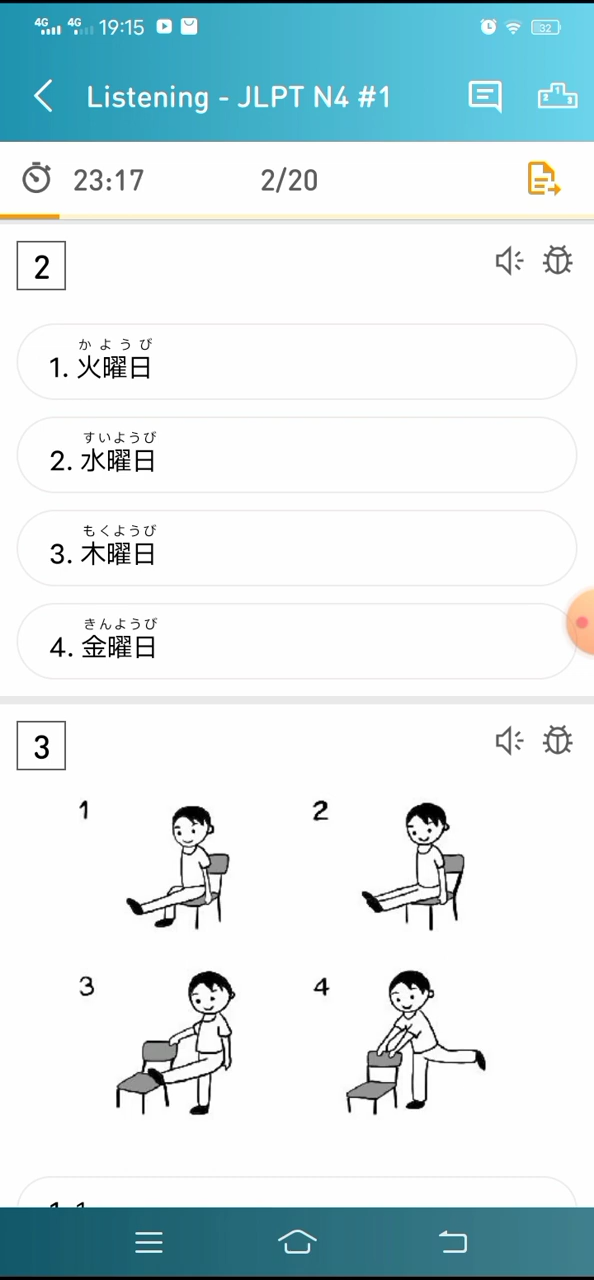 4G 4G 19:15 32
Listening - JLPT N4 #1
23:17 2/20
2
かようび
1. 火曜日
すいようび
2. 水曜日
もくようび
3. 木曜日
きんようび
4. 金曜日
3
1 2
3 4